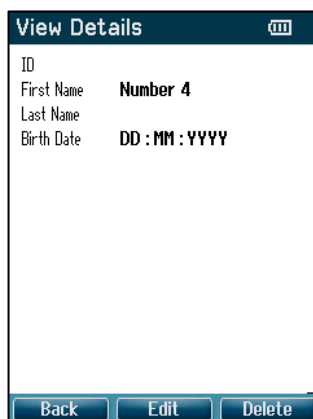 View Details
ID
First Name Number 4
Last Name
Birth Date DD : MM : YYYY
Back Edit Delete